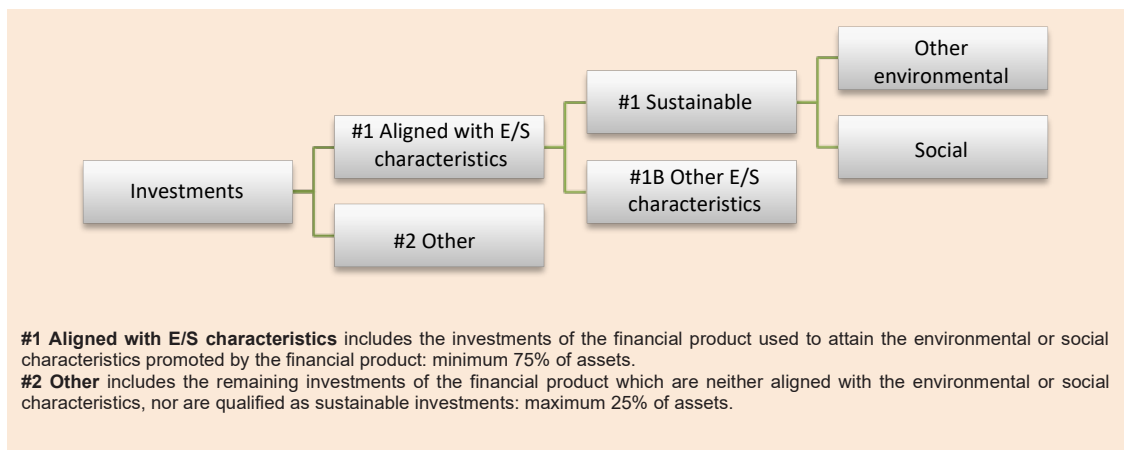 Other
environmental
#1 Sustainable
#1 Aligned with E/S
characteristics
Social
Investments
#1B Other E/S
characteristics
#2 Other
#1 Aligned with E/S characteristics includes the investments of the financial product used to attain the environmental or social
characteristics promoted by the financial product: minimum 75% of assets.
#2 Other includes the remaining investments of the financial product which are neither aligned with the environmental or social
characteristics, nor are qualified as sustainable investments: maximum 25% of assets.